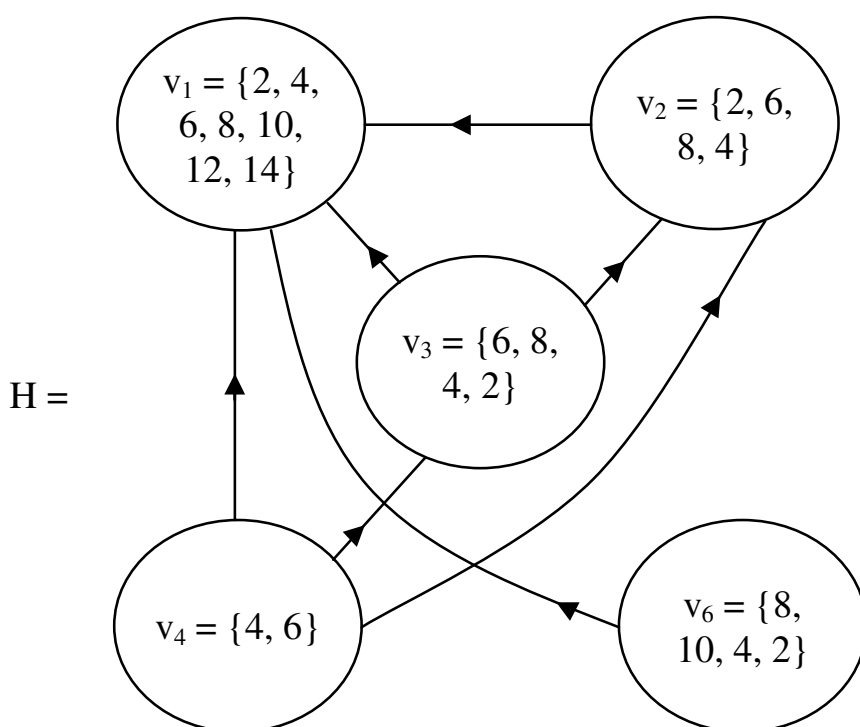 v₁ = {2, 4,
6, 8, 10,
12, 14}
v₂ = {2, 6,
8, 4}
v₃ = {6, 8,
4, 2}
H =
v₄ = {4, 6}
v₆ = {8,
10, 4, 2}